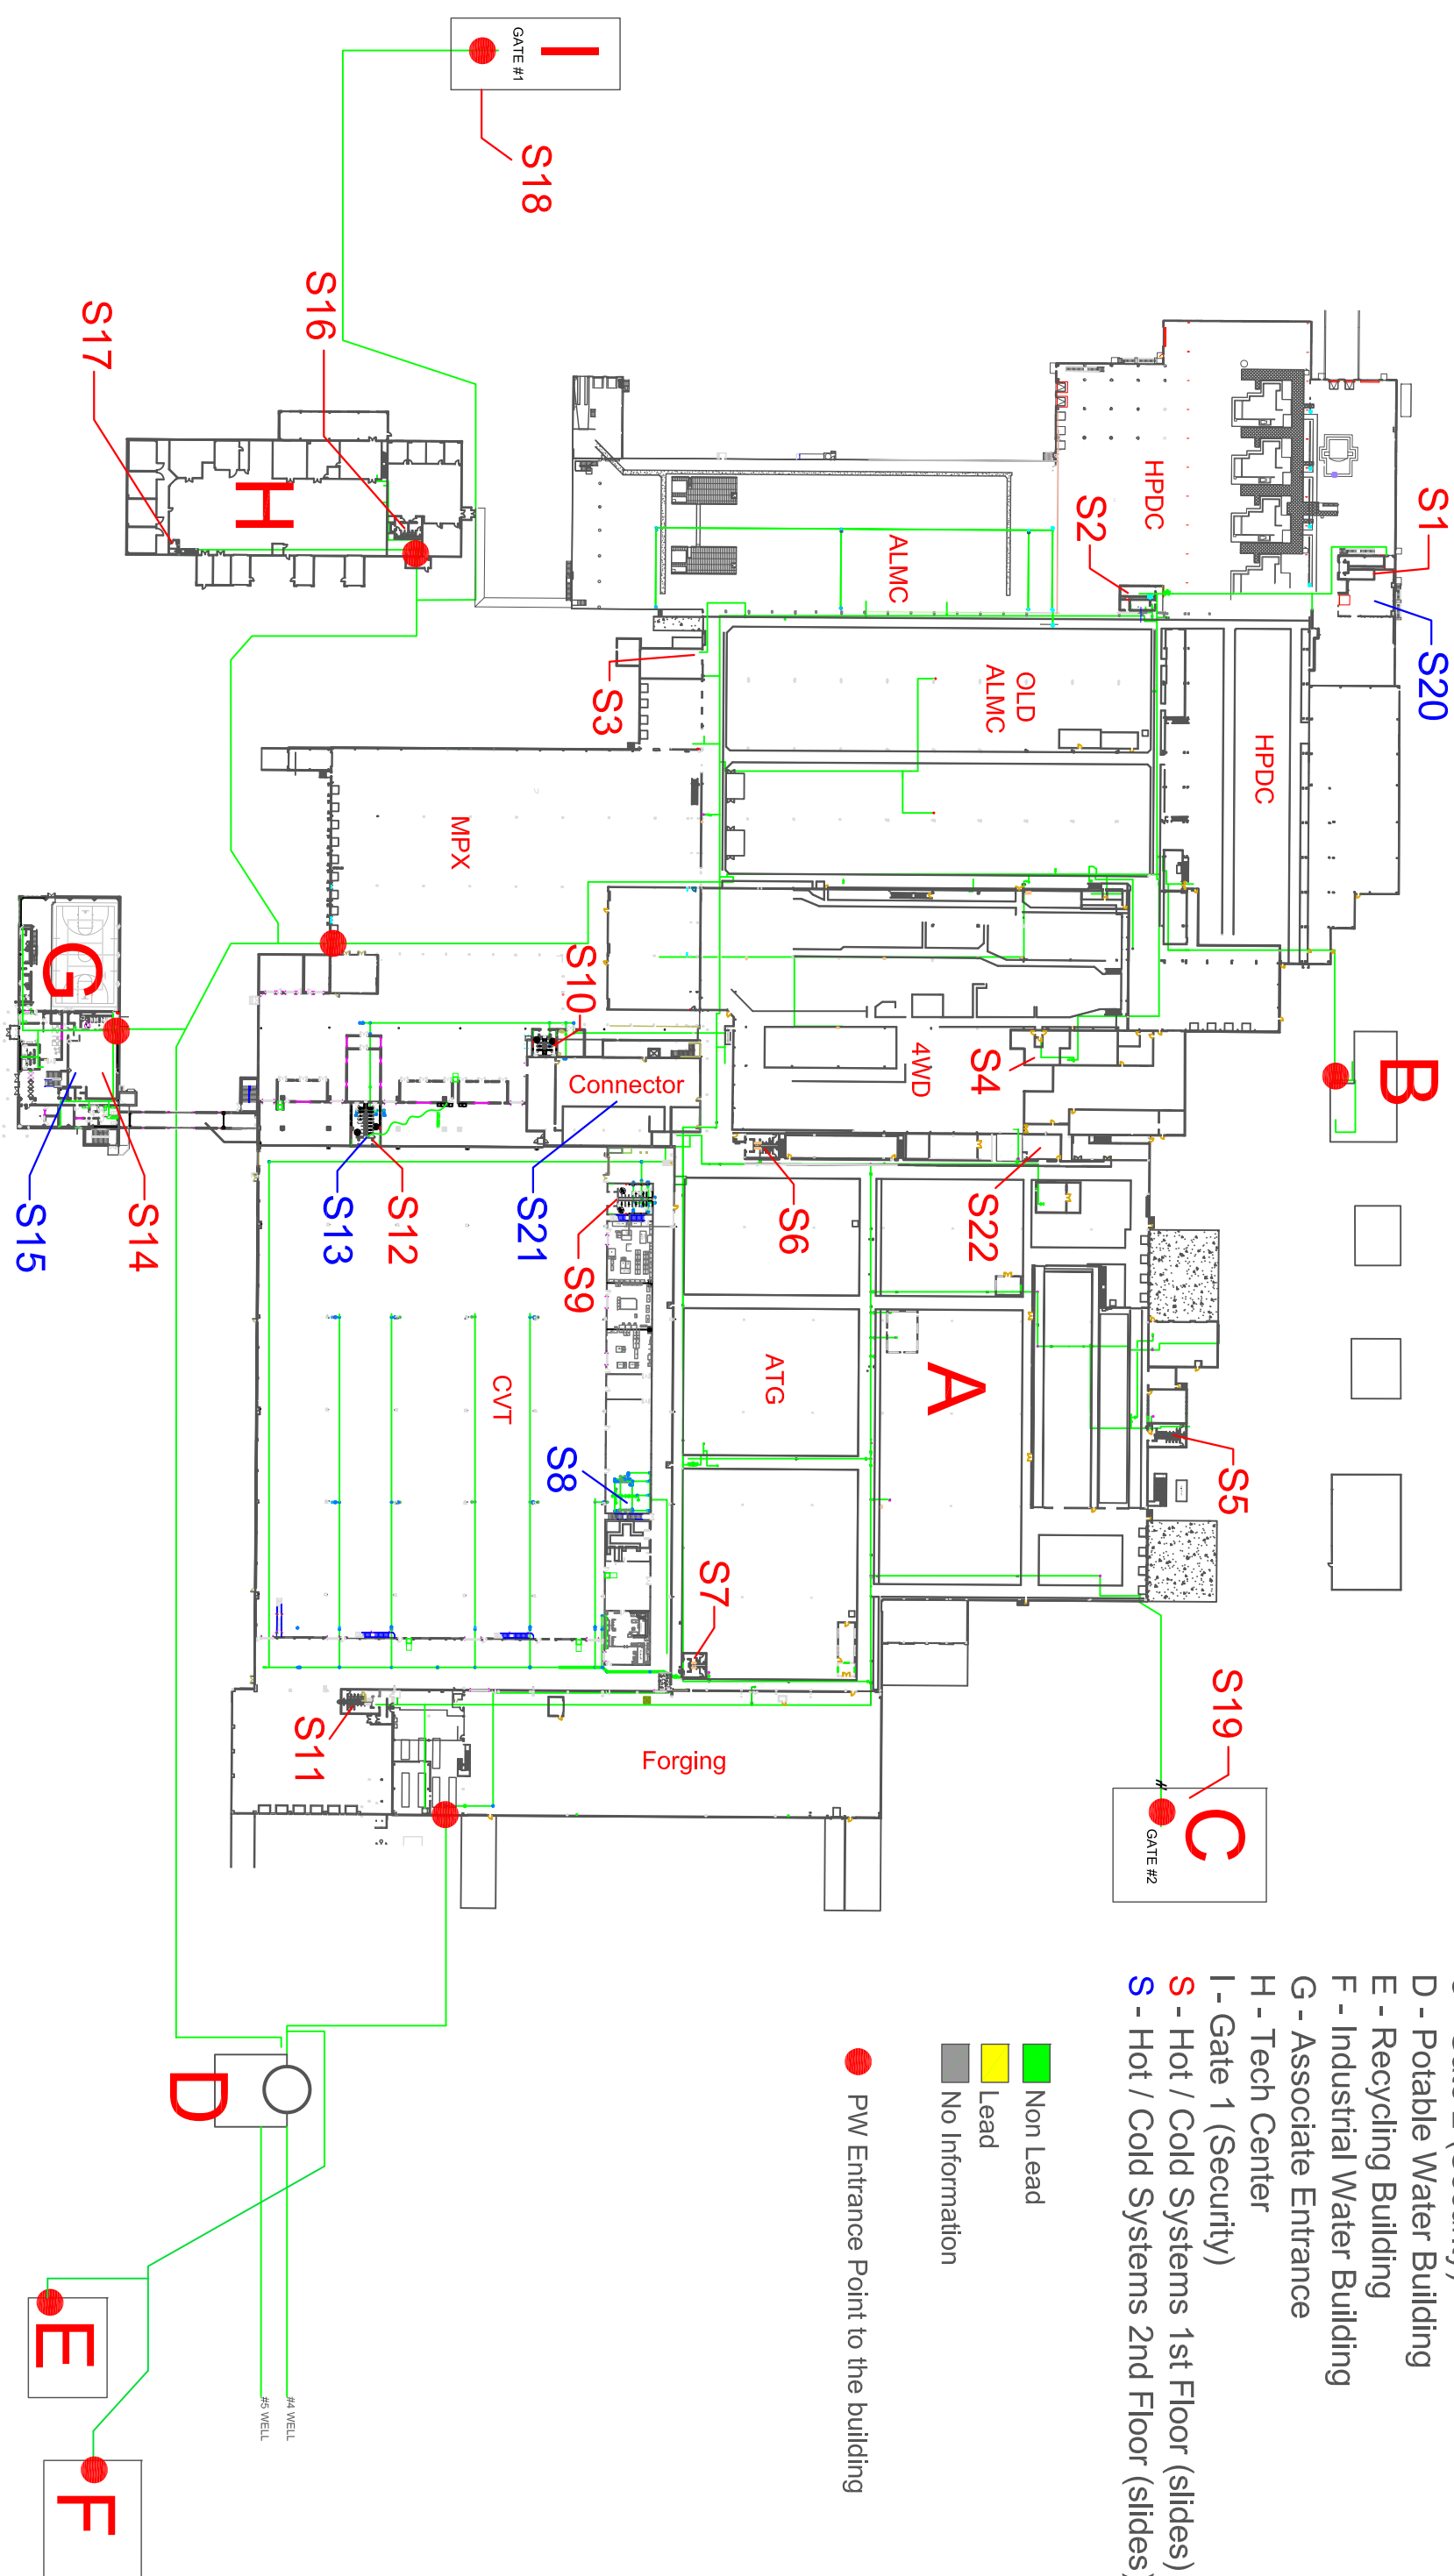 I
GATE #1
S18
S16
S17
H
HPDC
S1
S20
S2
ALMC
S3
OLD
ALMC
HPDC
MPX
G
S10
4WD
S4
B
Connector
S15
S14
S13
S12
S21
S9
S6
S22
ATG
A
CVT
S8
S5
S7
S11
Forging
S19
C
GATE #2
D
E
F
#5 WELL
#4 WELL
D - Potable Water Building
E - Recycling Building
F - Industrial Water Building
G - Associate Entrance
H - Tech Center
I - Gate 1 (Security)
S - Hot / Cold Systems 1st Floor (slides)
S - Hot / Cold Systems 2nd Floor (slides)
Non Lead
Lead
No Information
PW Entrance Point to the building